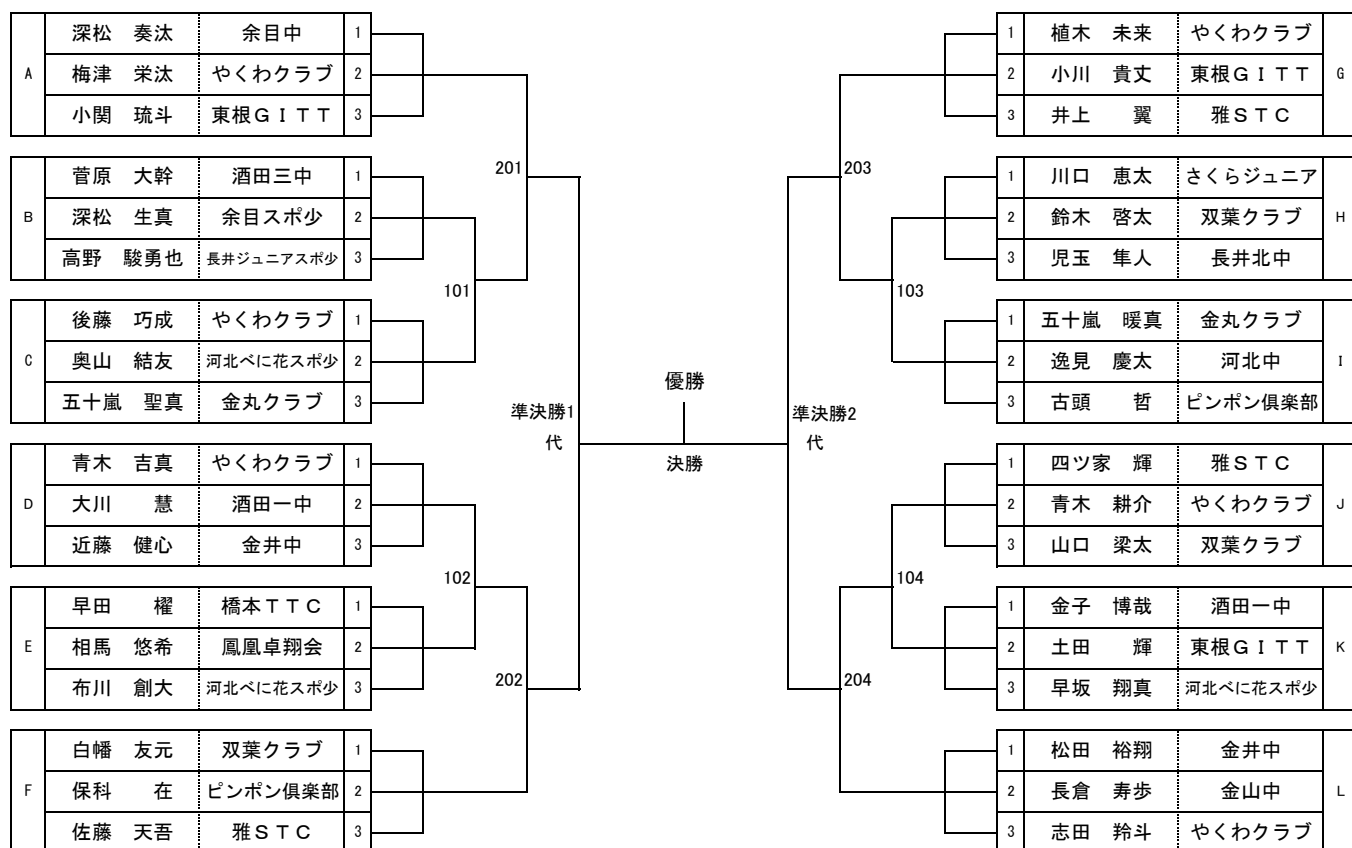 A
深松　奏汰 余目中 1
梅津　栄汰 やくわクラブ 2
小関　琉斗 東根ＧＩＴＴ 3
B
菅原　大幹 酒田三中 1
深松　生真 余目スポ少 2
高野　駿勇也 長井ジュニアスポ少 3
C
後藤　巧成 やくわクラブ 1
奥山　結友 河北べに花スポ少 2
五十嵐　聖真 金丸クラブ 3
D
青木　吉真 やくわクラブ 1
大川　　慧 酒田一中 2
近藤　健心 金井中 3
E
早田　　櫂 橋本ＴＴＣ 1
相馬　悠希 鳳凰卓翔会 2
布川　創大 河北べに花スポ少 3
F
白幡　友元 双葉クラブ 1
保科　　在 ピンポン倶楽部 2
佐藤　天吾 雅ＳＴＣ 3
201
101
102
202
準決勝1
代
優勝
決勝
準決勝2
代
203
103
104
204
G
1 植木　未来 やくわクラブ
2 小川　貴丈 東根ＧＩＴＴ
3 井上　　翼 雅ＳＴＣ
H
1 川口　恵太 さくらジュニア
2 鈴木　啓太 双葉クラブ
3 児玉　隼人 長井北中
I
1 五十嵐　暖真 金丸クラブ
2 逸見　慶太 河北中
3 古頭　　哲 ピンポン倶楽部
J
1 四ツ家　輝 雅ＳＴＣ
2 青木　耕介 やくわクラブ
3 山口　梁太 双葉クラブ
K
1 金子　博哉 酒田一中
2 土田　　輝 東根ＧＩＴＴ
3 早坂　翔真 河北べに花スポ少
L
1 松田　裕翔 金井中
2 長倉　寿歩 金山中
3 志田　羚斗 やくわクラブ